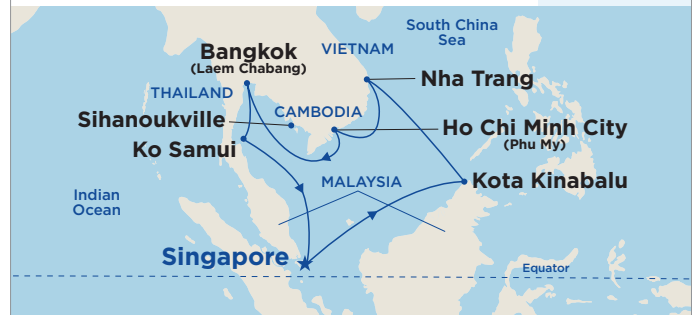 South China
Sea
Bangkok
(Laem Chabang)
VIETNAM
Nha Trang
THAILAND
CAMBODIA
Sihanoukville
Ho Chi Minh City
(Phu My)
Ko Samui
MALAYSIA
Kota Kinabalu
Indian
Ocean
Singapore
Equator